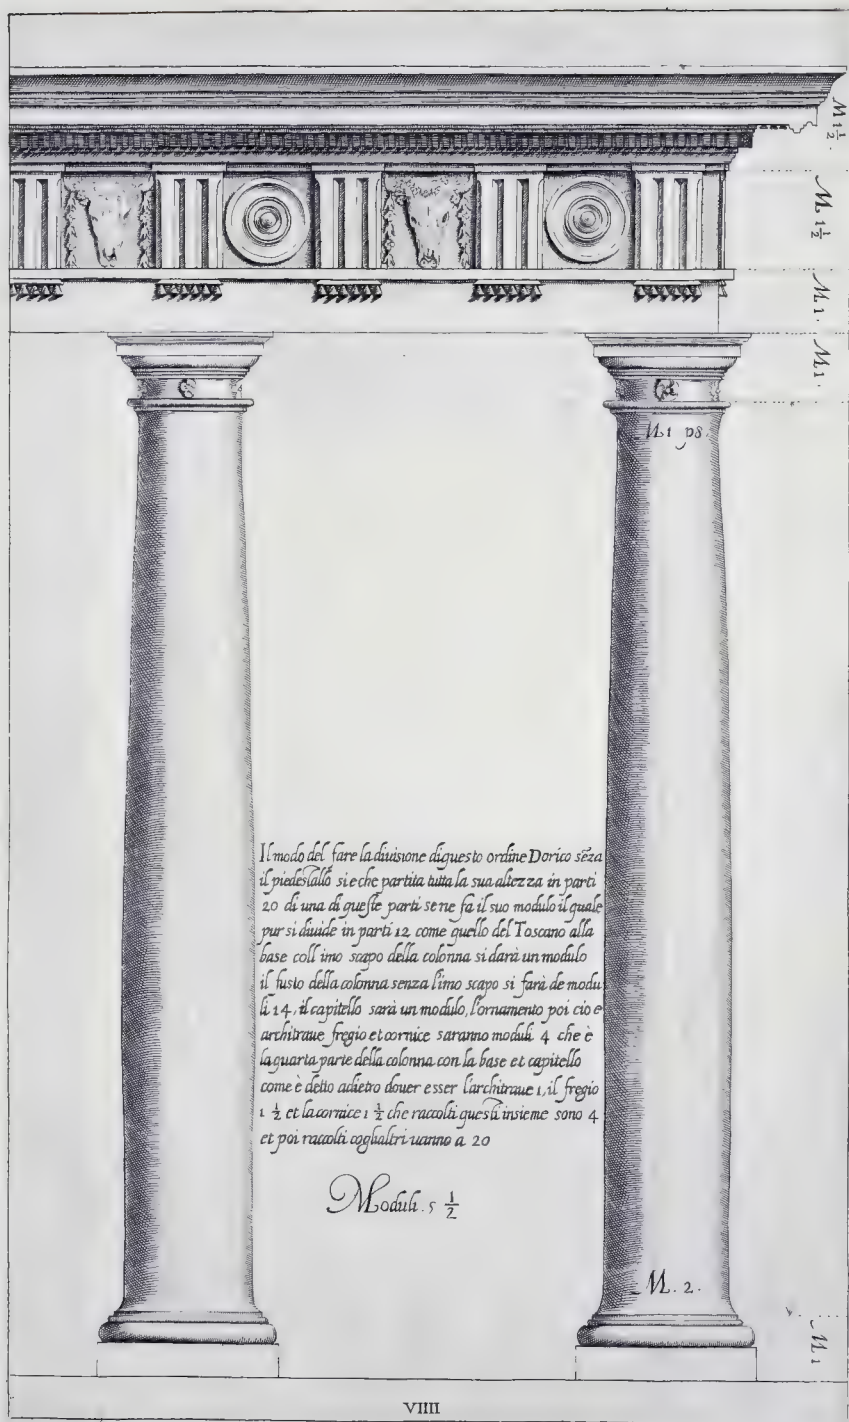 M 1 1/2
M. 1 1/2
M. 1.
M. 1.
M. 1 p8.
Il modo del fare la diuisione di questo ordine Dorico sẽza
il piedestallo si e che partita tutta la sua altezza in parti
20 di una di queste parti se ne fa il suo modulo il quale
pur si diuide in parti 12 come quello del Toscano alla
base coll imo scapo della colonna si darà un modulo
il fusto della colonna senza l'imo scapo si farà de modu
li 14, il capitello sarà un modulo, l'ornamento poi cio e
architraue fregio et cornice saranno moduli 4 che è
la quarta parte della colonna con la base et capitello
come è detto adietro douer esser l'architraue 1, il fregio
1 1/2 et la cornice 1 1/2 che raccolti questi insieme sono 4
et poi raccolti cogl'altri uanno a 20
Moduli. 5 1/2
M. 2.
M 1
VIIII